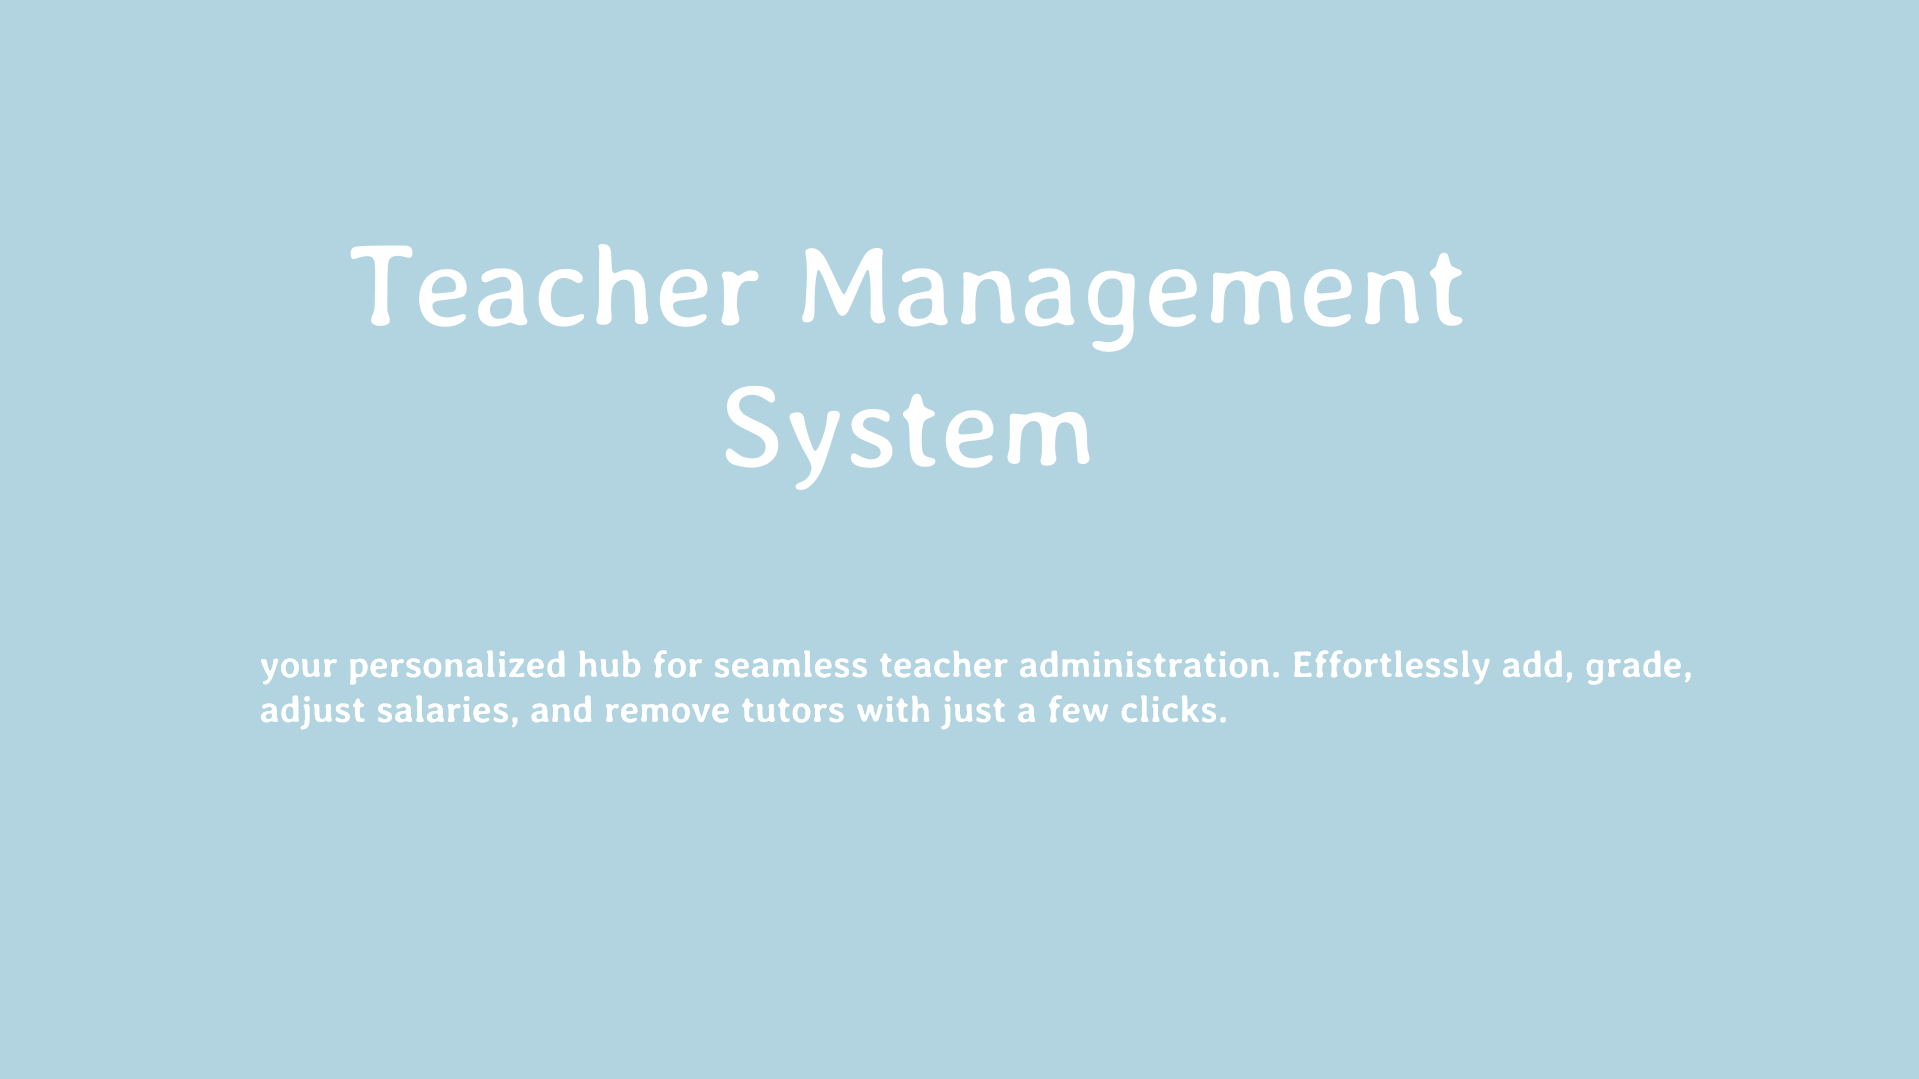 Teacher Management
System
your personalized hub for seamless teacher administration. Effortlessly add, grade,
adjust salaries, and remove tutors with just a few clicks.